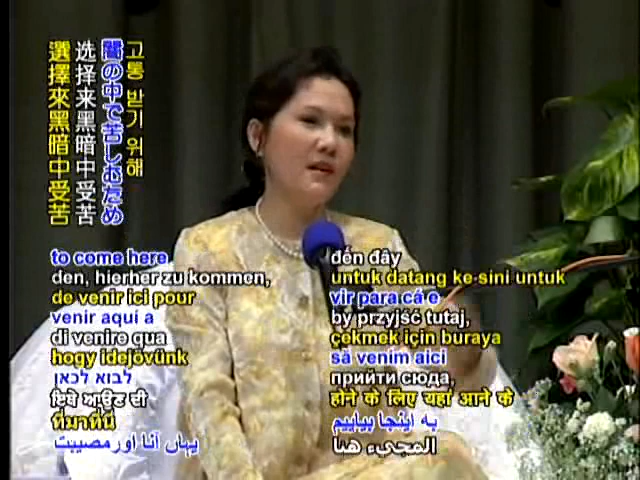 고통 받기 위해
闇の中で苦しむため
选择来黑暗中受苦
選擇來黑暗中受苦
to come here
den, hierher zu kommen,
de venir ici pour
venir aquí a
di venire qua
hogy idejövünk
לבוא לכאן
ਇਥੇ ਆਉਣ ਦੀ
ที่มาที่นี่
یہاں آنا اور مصیبت
đến đây
untuk datang ke-sini untuk
vir para cá e
by przyjść tutaj,
çekmek için buraya
să venim aici
прийти сюда,
होने के लिए यहां आने के
به اینجا بیاییم
المجيء هنا